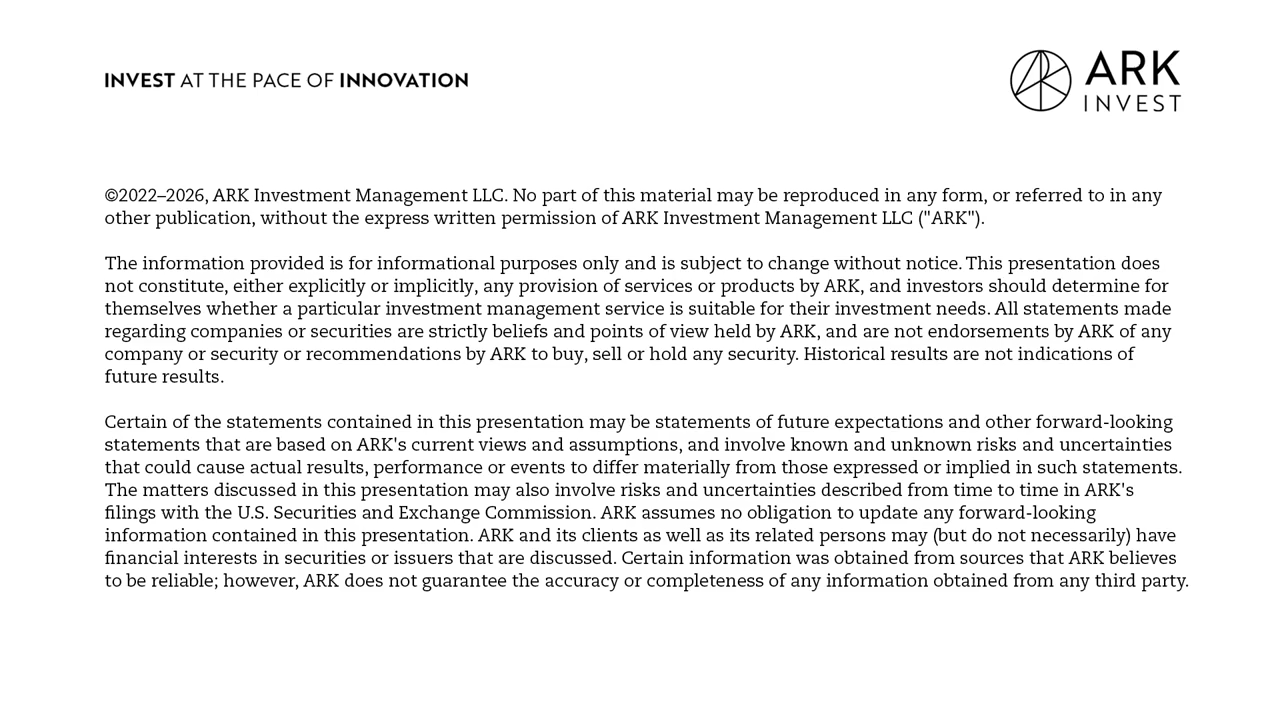 INVEST AT THE PACE OF INNOVATION
ARK
INVEST
©2022–2026, ARK Investment Management LLC. No part of this material may be reproduced in any form, or referred to in any
other publication, without the express written permission of ARK Investment Management LLC ("ARK").
The information provided is for informational purposes only and is subject to change without notice. This presentation does
not constitute, either explicitly or implicitly, any provision of services or products by ARK, and investors should determine for
themselves whether a particular investment management service is suitable for their investment needs. All statements made
regarding companies or securities are strictly beliefs and points of view held by ARK, and are not endorsements by ARK of any
company or security or recommendations by ARK to buy, sell or hold any security. Historical results are not indications of
future results.
Certain of the statements contained in this presentation may be statements of future expectations and other forward-looking
statements that are based on ARK's current views and assumptions, and involve known and unknown risks and uncertainties
that could cause actual results, performance or events to differ materially from those expressed or implied in such statements.
The matters discussed in this presentation may also involve risks and uncertainties described from time to time in ARK's
filings with the U.S. Securities and Exchange Commission. ARK assumes no obligation to update any forward-looking
information contained in this presentation. ARK and its clients as well as its related persons may (but do not necessarily) have
financial interests in securities or issuers that are discussed. Certain information was obtained from sources that ARK believes
to be reliable; however, ARK does not guarantee the accuracy or completeness of any information obtained from any third party.